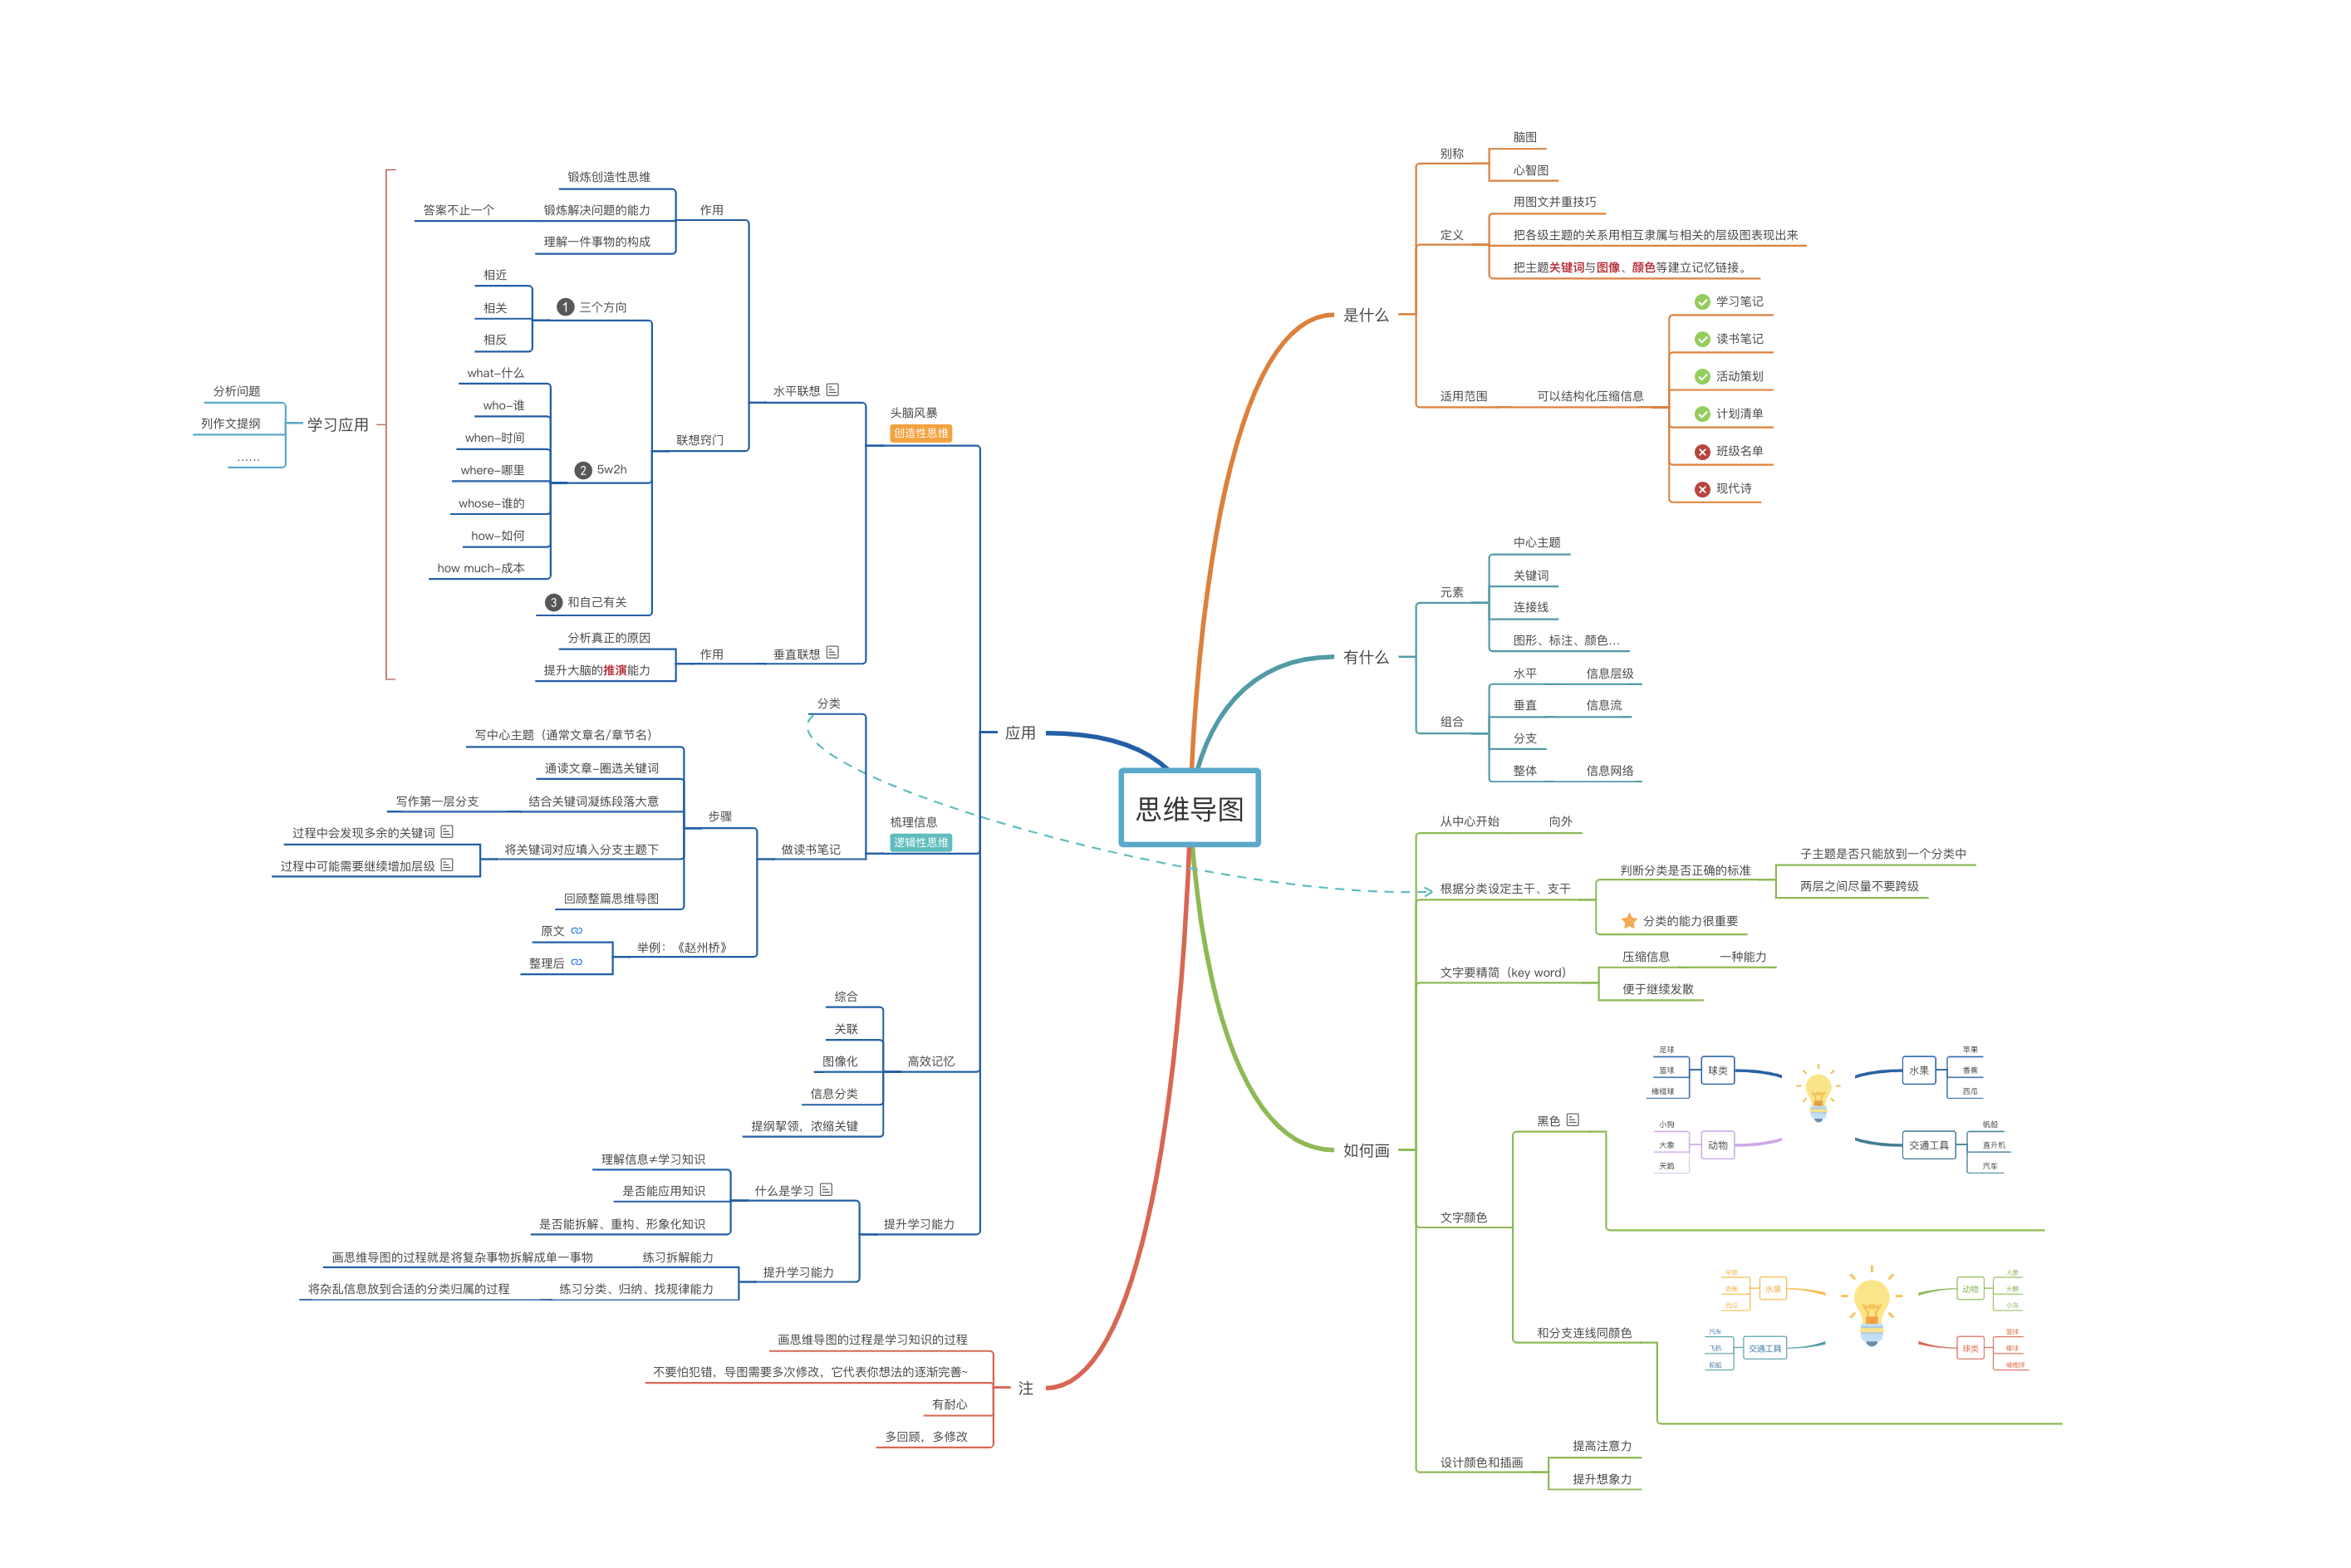 思维导图
是什么
别称
脑图
心智图
定义
用图文并重技巧
把各级主题的关系用相互隶属与相关的层级图表现出来
把主题关键词与图像、颜色等建立记忆链接。
适用范围
可以结构化压缩信息
学习笔记
读书笔记
活动策划
计划清单
班级名单
现代诗
有什么
元素
中心主题
关键词
连接线
图形、标注、颜色...
组合
水平
信息层级
垂直
信息流
分支
整体
信息网络
如何画
从中心开始
向外
根据分类设定主干、支干
判断分类是否正确的标准
子主题是否只能放到一个分类中
两层之间尽量不要跨级
分类的能力很重要
文字要精简（key word）
压缩信息
一种能力
便于继续发散
文字颜色
黑色
足球
篮球
橄榄球
球类
小狗
大象
天鹅
动物
水果
苹果
香蕉
西瓜
交通工具
帆船
直升机
汽车
和分支连线同颜色
水果
汽车
飞机
轮船
交通工具
动物
大象
天鹅
小鸟
球类
篮球
棒球
橄榄球
设计颜色和插画
提高注意力
提升想象力
应用
头脑风暴
创造性思维
水平联想
作用
锻炼创造性思维
锻炼解决问题的能力
答案不止一个
理解一件事物的构成
联想窍门
1 三个方向
相近
相关
相反
2 5w2h
what-什么
who-谁
when-时间
where-哪里
whose-谁的
how-如何
how much-成本
3 和自己有关
垂直联想
作用
分析真正的原因
提升大脑的推演能力
学习应用
分析问题
列作文提纲
……
梳理信息
逻辑性思维
分类
做读书笔记
步骤
写中心主题（通常文章名/章节名）
通读文章-圈选关键词
结合关键词凝练段落大意
写作第一层分支
将关键词对应填入分支主题下
过程中会发现多余的关键词
过程中可能需要继续增加层级
回顾整篇思维导图
举例：《赵州桥》
原文
整理后
高效记忆
综合
关联
图像化
信息分类
提纲挈领，浓缩关键
提升学习能力
什么是学习
理解信息≠学习知识
是否能应用知识
是否能拆解、重构、形象化知识
提升学习能力
练习拆解能力
画思维导图的过程就是将复杂事物拆解成单一事物
练习分类、归纳、找规律能力
将杂乱信息放到合适的分类归属的过程
注
画思维导图的过程是学习知识的过程
不要怕犯错，导图需要多次修改，它代表你想法的逐渐完善~
有耐心
多回顾，多修改